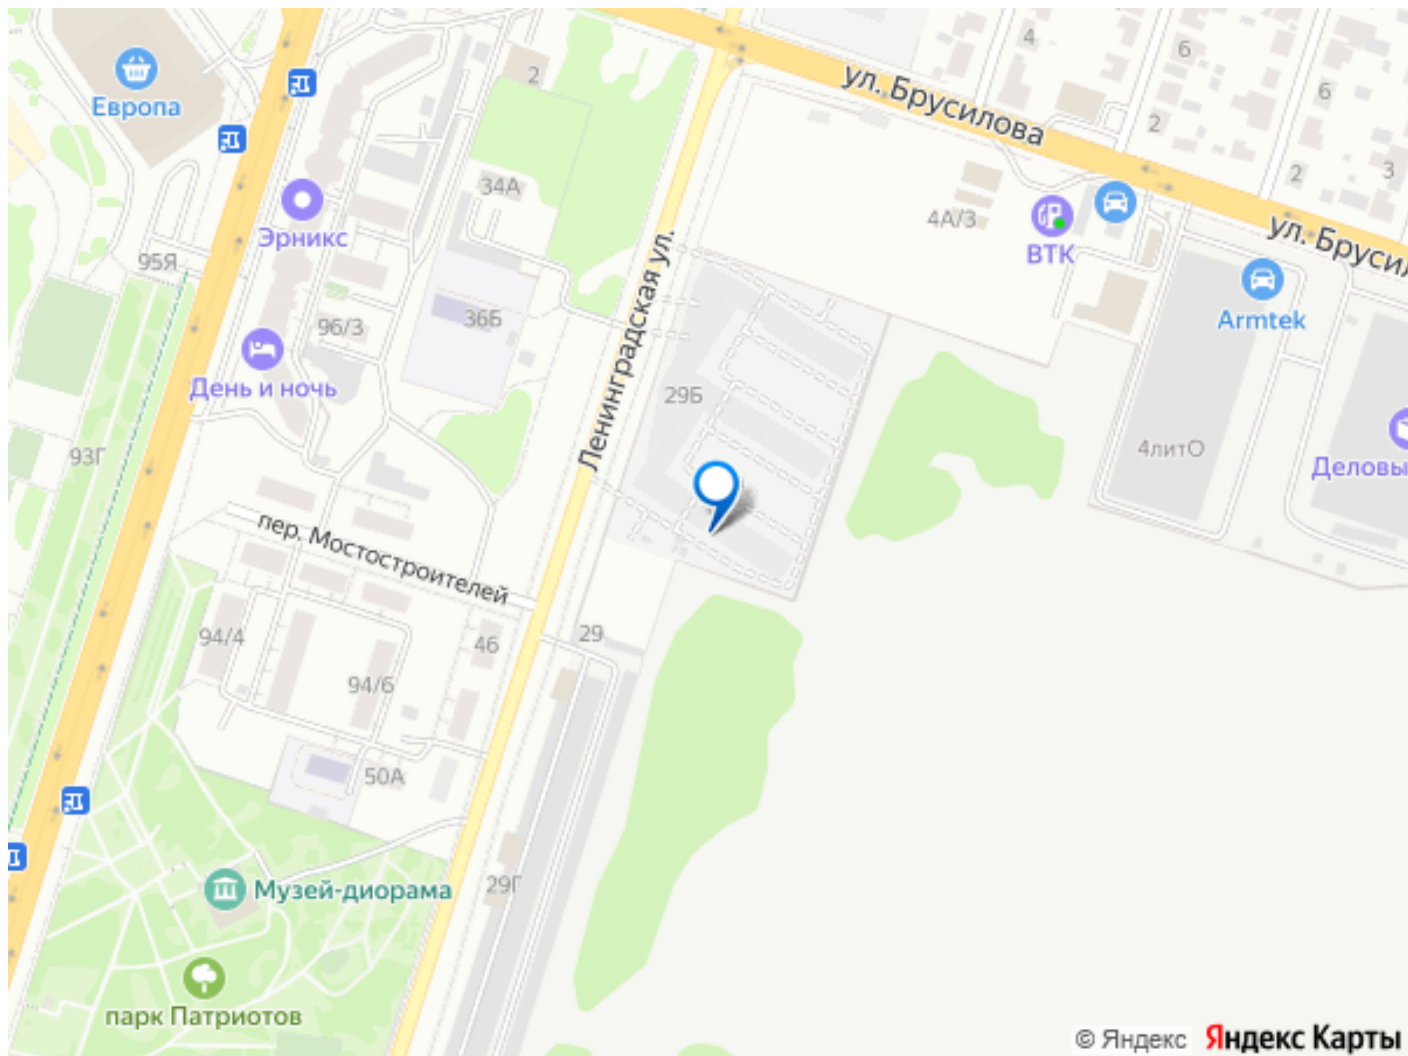 4
6
ул. Брусилова
2
6
Европа
2
2
3
34А
4А/3
Эрникс
ВТК
ул. Брусил
95Я
Ленинградская ул.
36Б
96/3
Armtek
День и ночь
29Б
93Г
4литО
Деловы
пер. Мостостроителей
94/4
46
29
94/6
50А
29Г
Музей-диорама
парк Патриотов
© Яндекс Яндекс Карты